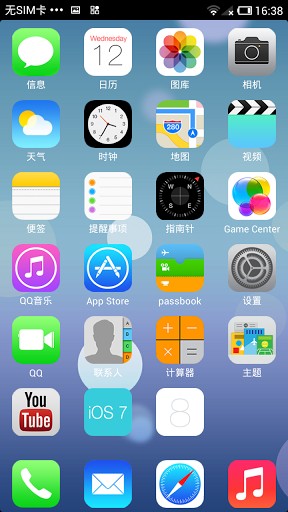 无SIM卡 16:38
Wednesday
12
280
信息 日历 图库 相机
天气 时钟 地图 视频
便签 提醒事项 指南针 Game Center
QQ音乐 App Store passbook 设置
QQ 联系人 计算器 主题
You
Tube
iOS 7
8